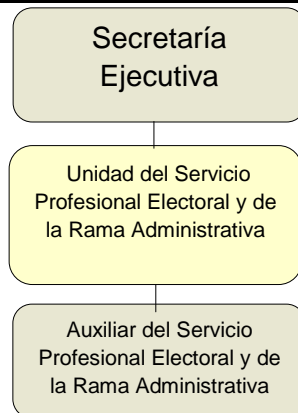 Secretaría
Ejecutiva
Unidad del Servicio
Profesional Electoral y de
la Rama Administrativa
Auxiliar del Servicio
Profesional Electoral y de
la Rama Administrativa